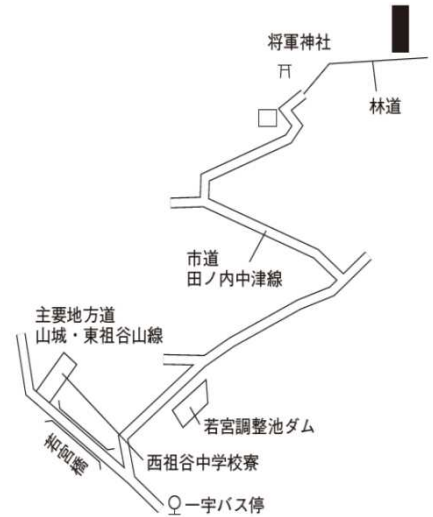 将軍神社
林道
市道
田ノ内中津線
主要地方道
山城・東祖谷山線
若宮調整池ダム
若宮橋
西祖谷中学校寮
一宇バス停